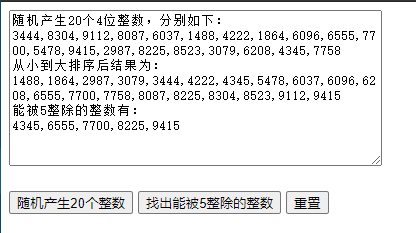 随机产生20个4位整数，分别如下：
3444,8304,9112,8087,6037,1488,4222,1864,6096,6555,77
00,5478,9415,2987,8225,8523,3079,6208,4345,7758
从小到大排序后结果为：
1488,1864,2987,3079,3444,4222,4345,5478,6037,6096,62
08,6555,7700,7758,8087,8225,8304,8523,9112,9415
能被5整除的整数有：
4345,6555,7700,8225,9415
随机产生20个整数 找出能被5整除的整数 重置